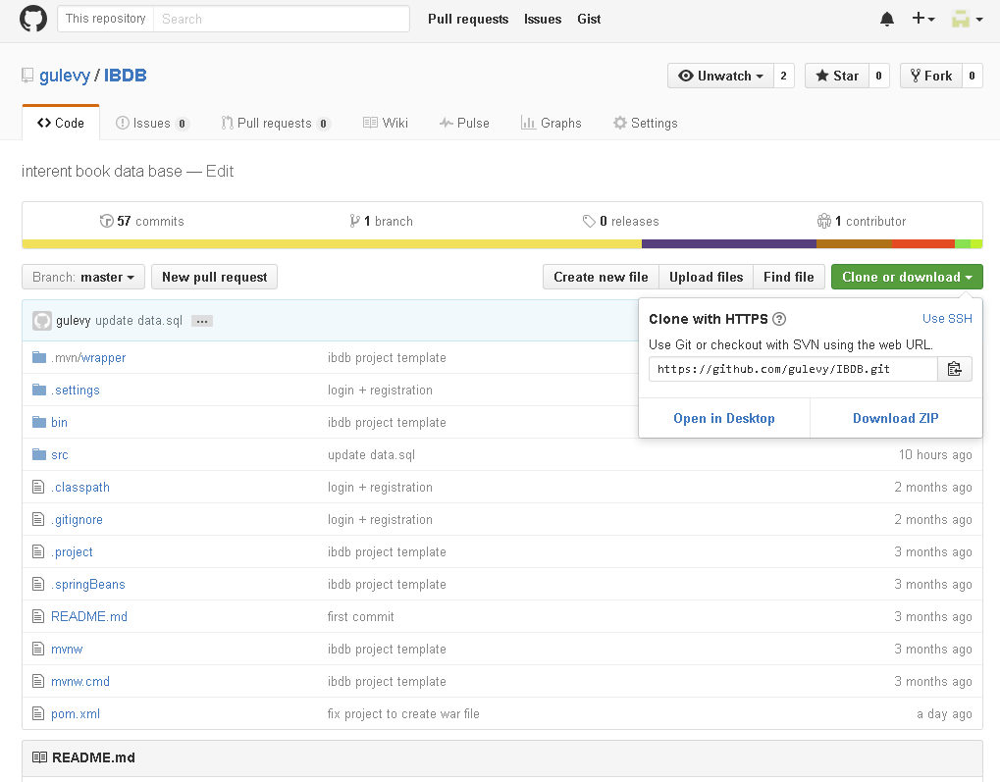 This repository Search Pull requests Issues Gist
gulevy / IBDB Unwatch 2 Star 0 Fork 0
Code Issues 0 Pull requests 0 Wiki Pulse Graphs Settings
interent book data base — Edit
57 commits 1 branch 0 releases 1 contributor
Branch: master New pull request Create new file Upload files Find file Clone or download
gulevy update data.sql ...
Clone with HTTPS ? Use SSH
Use Git or checkout with SVN using the web URL.
https://github.com/gulevy/IBDB.git
Open in Desktop Download ZIP
.mvn/wrapper ibdb project template
.settings login + registration
bin ibdb project template
src update data.sql 10 hours ago
.classpath login + registration 2 months ago
.gitignore login + registration 2 months ago
.project ibdb project template 3 months ago
.springBeans ibdb project template 3 months ago
README.md first commit 3 months ago
mvnw ibdb project template 3 months ago
mvnw.cmd ibdb project template 3 months ago
pom.xml fix project to create war file a day ago
README.md